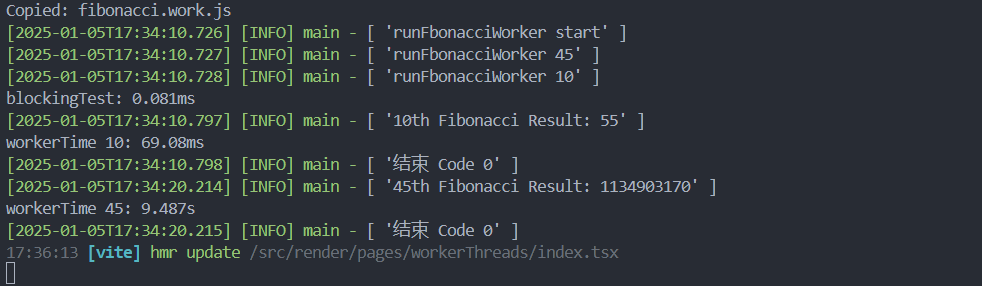 Copied: fibonacci.work.js
[2025-01-05T17:34:10.726] [INFO] main - [ 'runFbonacciWorker start' ]
[2025-01-05T17:34:10.727] [INFO] main - [ 'runFbonacciWorker 45' ]
[2025-01-05T17:34:10.728] [INFO] main - [ 'runFbonacciWorker 10' ]
blockingTest: 0.081ms
[2025-01-05T17:34:10.797] [INFO] main - [ '10th Fibonacci Result: 55' ]
workerTime 10: 69.08ms
[2025-01-05T17:34:10.798] [INFO] main - [ '结束 Code 0' ]
[2025-01-05T17:34:20.214] [INFO] main - [ '45th Fibonacci Result: 1134903170' ]
workerTime 45: 9.487s
[2025-01-05T17:34:20.215] [INFO] main - [ '结束 Code 0' ]
17:36:13 [vite] hmr update /src/render/pages/workerThreads/index.tsx